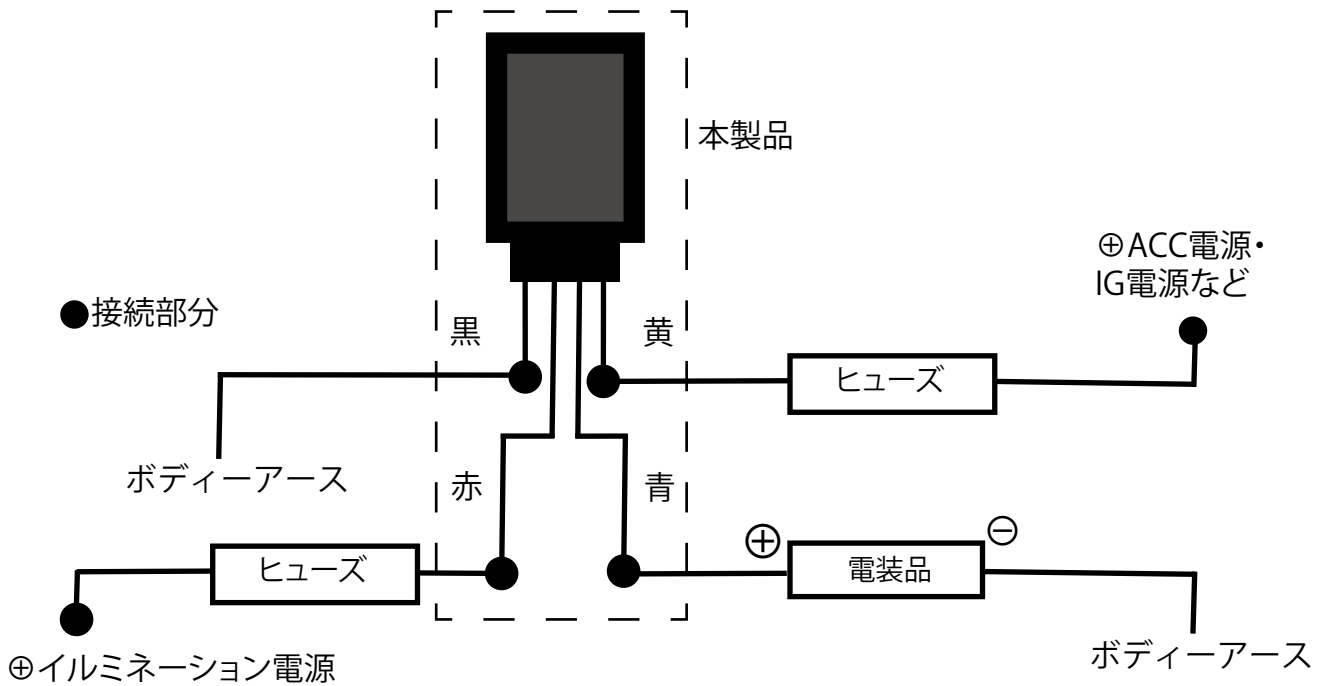 本製品
⊕ACC電源・
IG電源など
●接続部分
黒
黄
ヒューズ
ボディーアース
赤
青
⊕
⊖
ヒューズ
電装品
⊕イルミネーション電源
ボディーアース